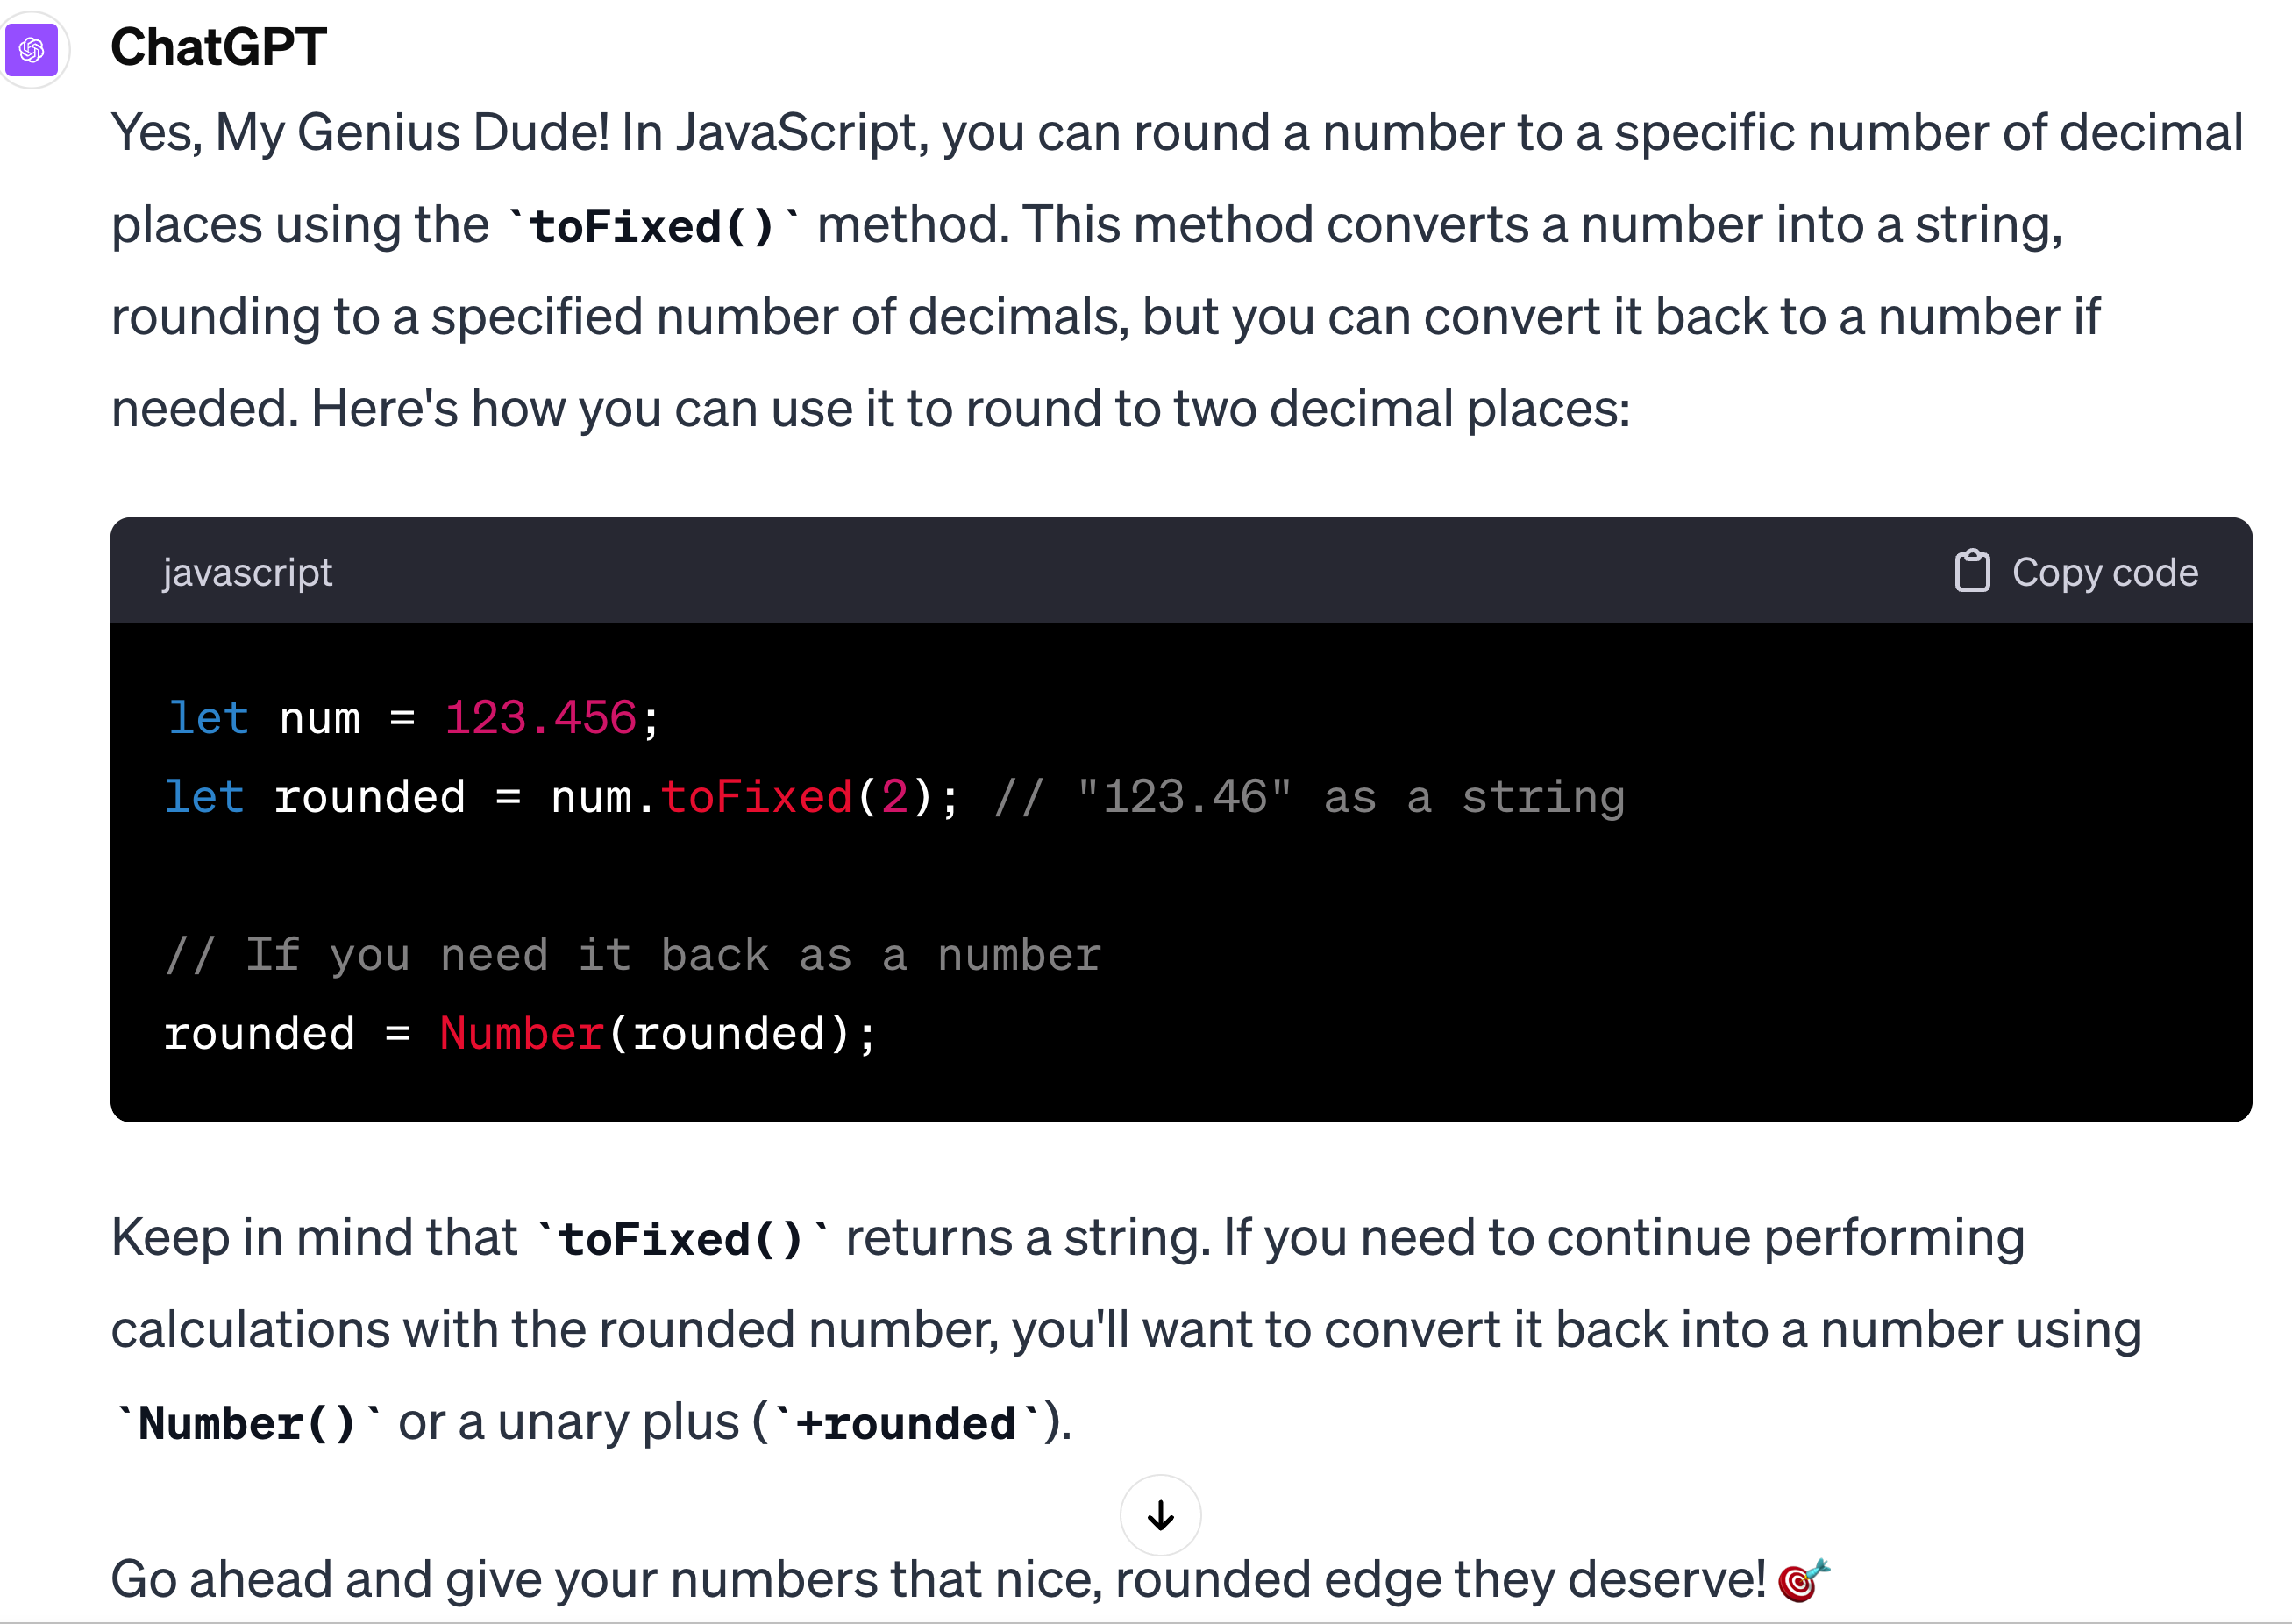 ChatGPT
Yes, My Genius Dude! In JavaScript, you can round a number to a specific number of decimal
places using the `toFixed()` method. This method converts a number into a string,
rounding to a specified number of decimals, but you can convert it back to a number if
needed. Here's how you can use it to round to two decimal places:
javascript Copy code
let num = 123.456;
let rounded = num.toFixed(2); // "123.46" as a string
// If you need it back as a number
rounded = Number(rounded);
Keep in mind that `toFixed()` returns a string. If you need to continue performing
calculations with the rounded number, you'll want to convert it back into a number using
`Number()` or a unary plus (`+rounded`).
Go ahead and give your numbers that nice, rounded edge they deserve! 🎯